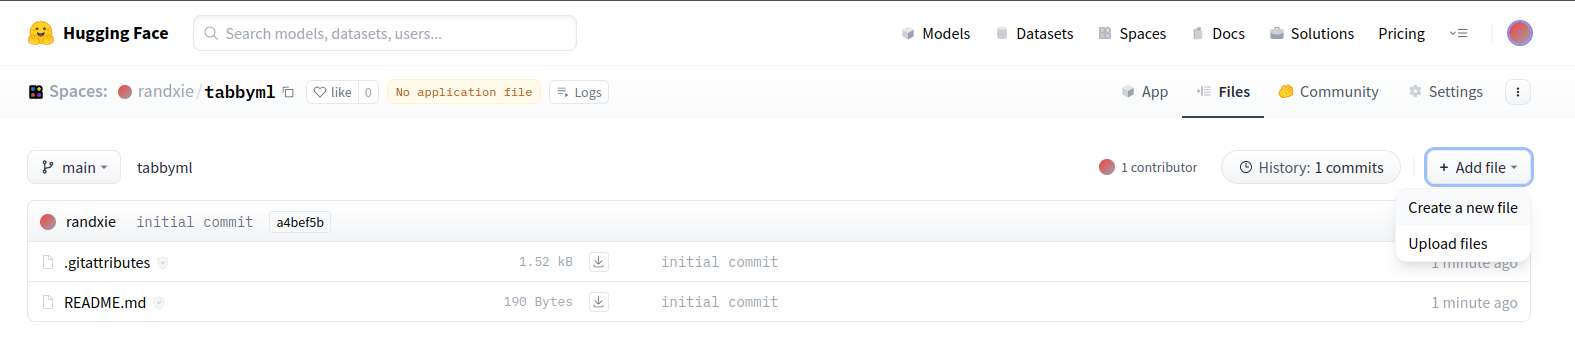 Hugging Face Search models, datasets, users... Models Datasets Spaces Docs Solutions Pricing
Spaces: randxie/tabbyml like 0 No application file Logs App Files Community Settings
main tabbyml 1 contributor History: 1 commits + Add file
Create a new file
Upload files
randxie initial commit a4bef5b
.gitattributes 1.52 kB initial commit 1 minute ago
README.md 190 Bytes initial commit 1 minute ago